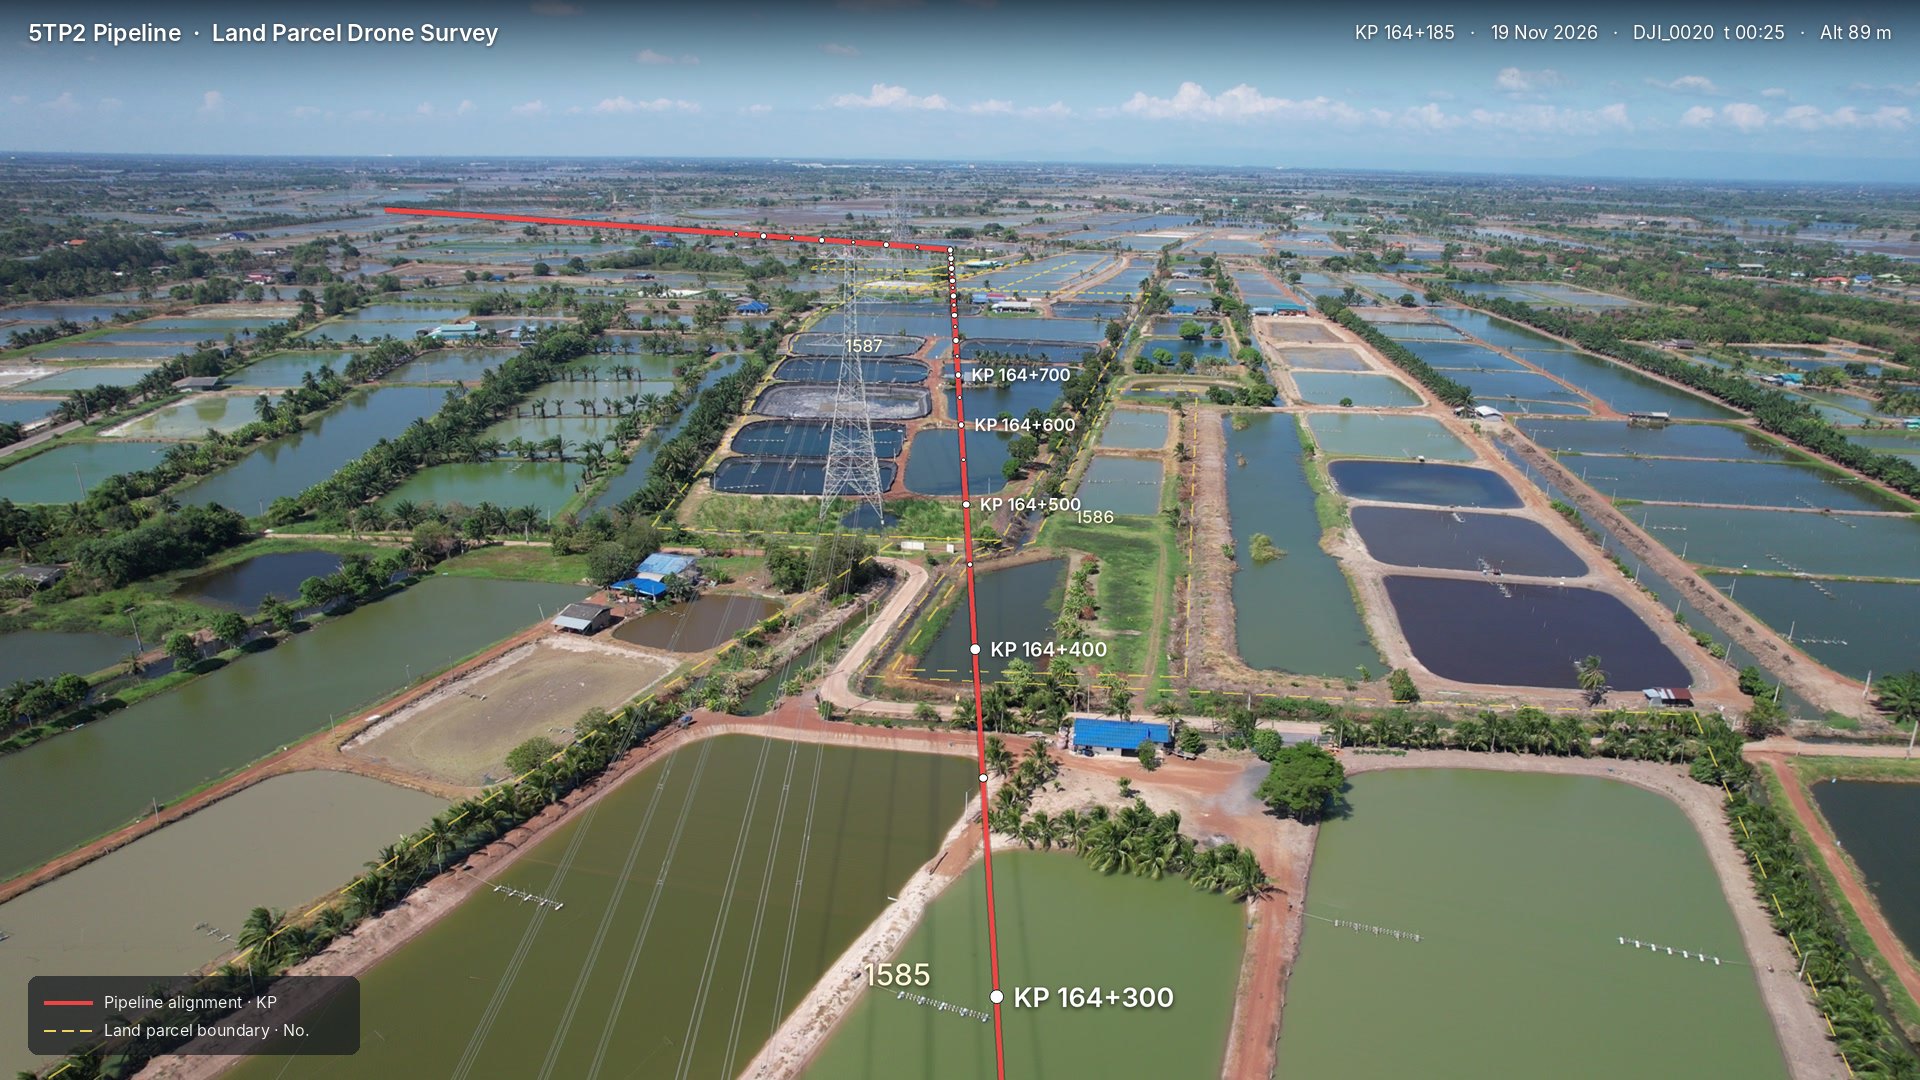 5TP2 Pipeline · Land Parcel Drone Survey
KP 164+185 · 19 Nov 2026 · DJI_0020 t 00:25 · Alt 89 m
1587
KP 164+700
KP 164+600
KP 164+500
1586
KP 164+400
1585
KP 164+300
Pipeline alignment · KP
Land parcel boundary · No.